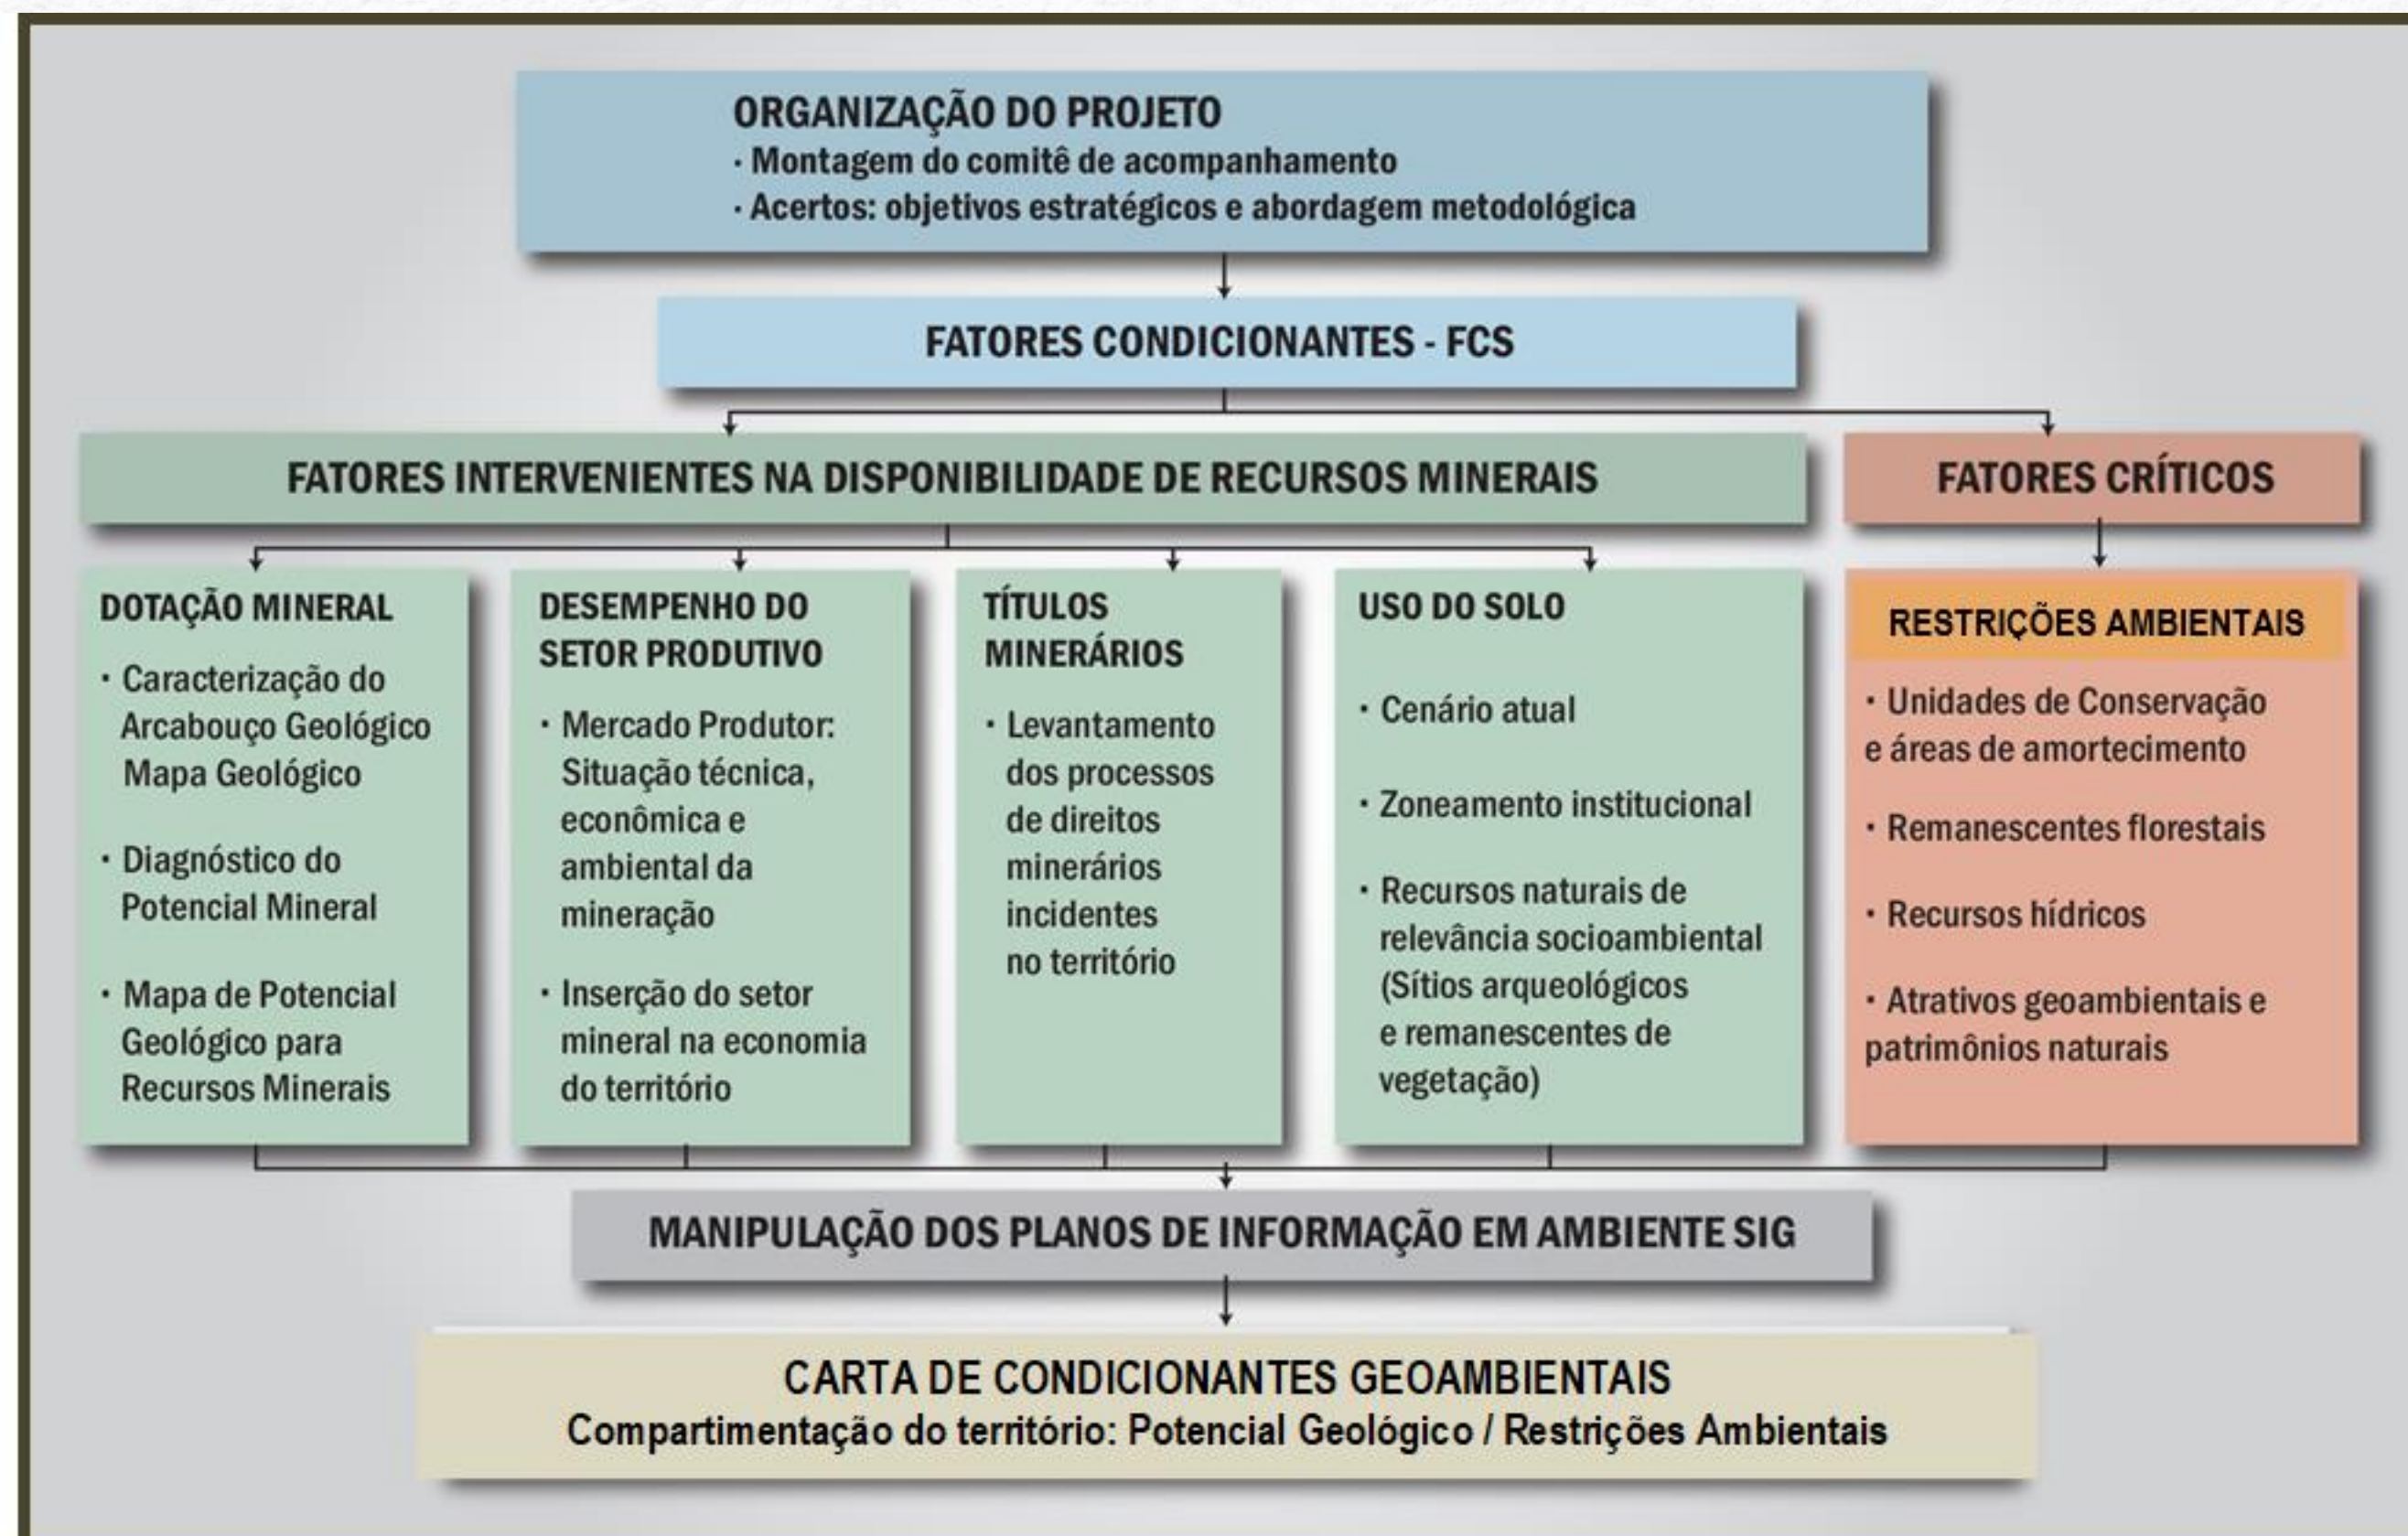 ORGANIZAÇÃO DO PROJETO
· Montagem do comitê de acompanhamento
· Acertos: objetivos estratégicos e abordagem metodológica
FATORES CONDICIONANTES - FCS
FATORES INTERVENIENTES NA DISPONIBILIDADE DE RECURSOS MINERAIS
FATORES CRÍTICOS
DOTAÇÃO MINERAL
· Caracterização do
Arcabouço Geológico
Mapa Geológico
· Diagnóstico do
Potencial Mineral
· Mapa de Potencial
Geológico para
Recursos Minerais
DESEMPENHO DO
SETOR PRODUTIVO
· Mercado Produtor:
Situação técnica,
econômica e
ambiental da
mineração
· Inserção do setor
mineral na economia
do território
TÍTULOS
MINERÁRIOS
· Levantamento
dos processos
de direitos
minerários
incidentes
no território
USO DO SOLO
· Cenário atual
· Zoneamento institucional
· Recursos naturais de
relevância socioambiental
(Sítios arqueológicos
e remanescentes de
vegetação)
RESTRIÇÕES AMBIENTAIS
· Unidades de Conservação
e áreas de amortecimento
· Remanescentes florestais
· Recursos hídricos
· Atrativos geoambientais e
patrimônios naturais
MANIPULAÇÃO DOS PLANOS DE INFORMAÇÃO EM AMBIENTE SIG
CARTA DE CONDICIONANTES GEOAMBIENTAIS
Compartimentação do território: Potencial Geológico / Restrições Ambientais